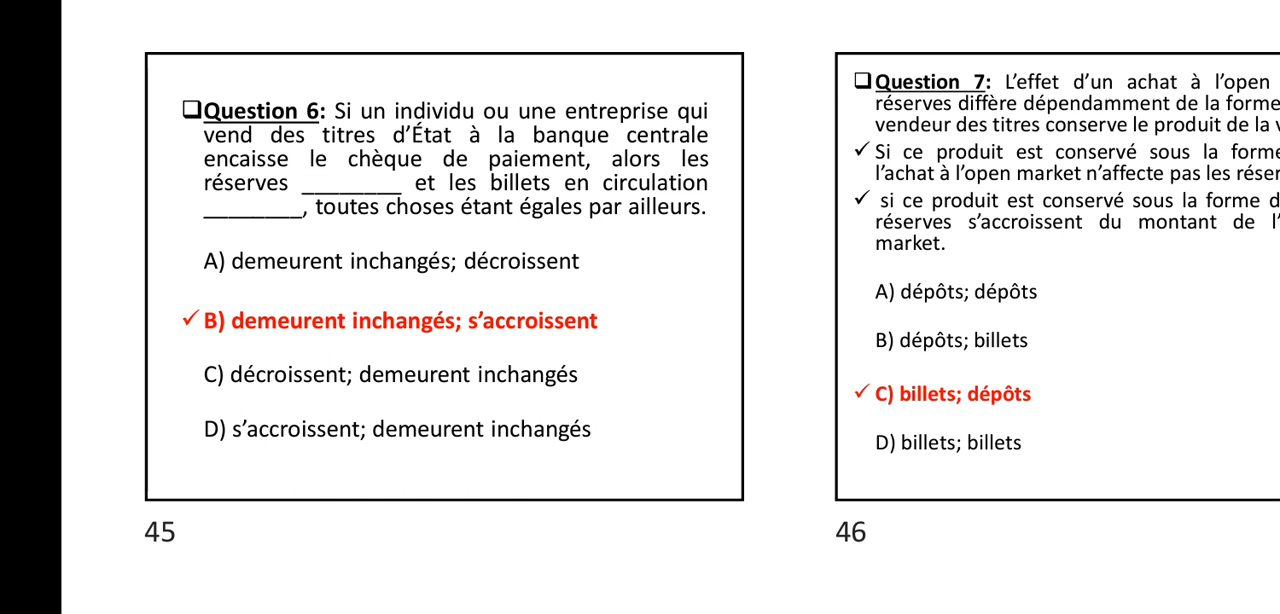 ❑Question 6: Si un individu ou une entreprise qui
vend des titres d’État à la banque centrale
encaisse le chèque de paiement, alors les
réserves ________ et les billets en circulation
________, toutes choses étant égales par ailleurs.
A) demeurent inchangés; décroissent
✓ B) demeurent inchangés; s’accroissent
C) décroissent; demeurent inchangés
D) s’accroissent; demeurent inchangés
45
❑Question 7: L’effet d’un achat à l’open
réserves diffère dépendamment de la forme
vendeur des titres conserve le produit de la
✓ Si ce produit est conservé sous la forme
l’achat à l’open market n’affecte pas les
✓ si ce produit est conservé sous la forme
réserves s’accroissent du montant de
market.
A) dépôts; dépôts
B) dépôts; billets
✓ C) billets; dépôts
D) billets; billets
46